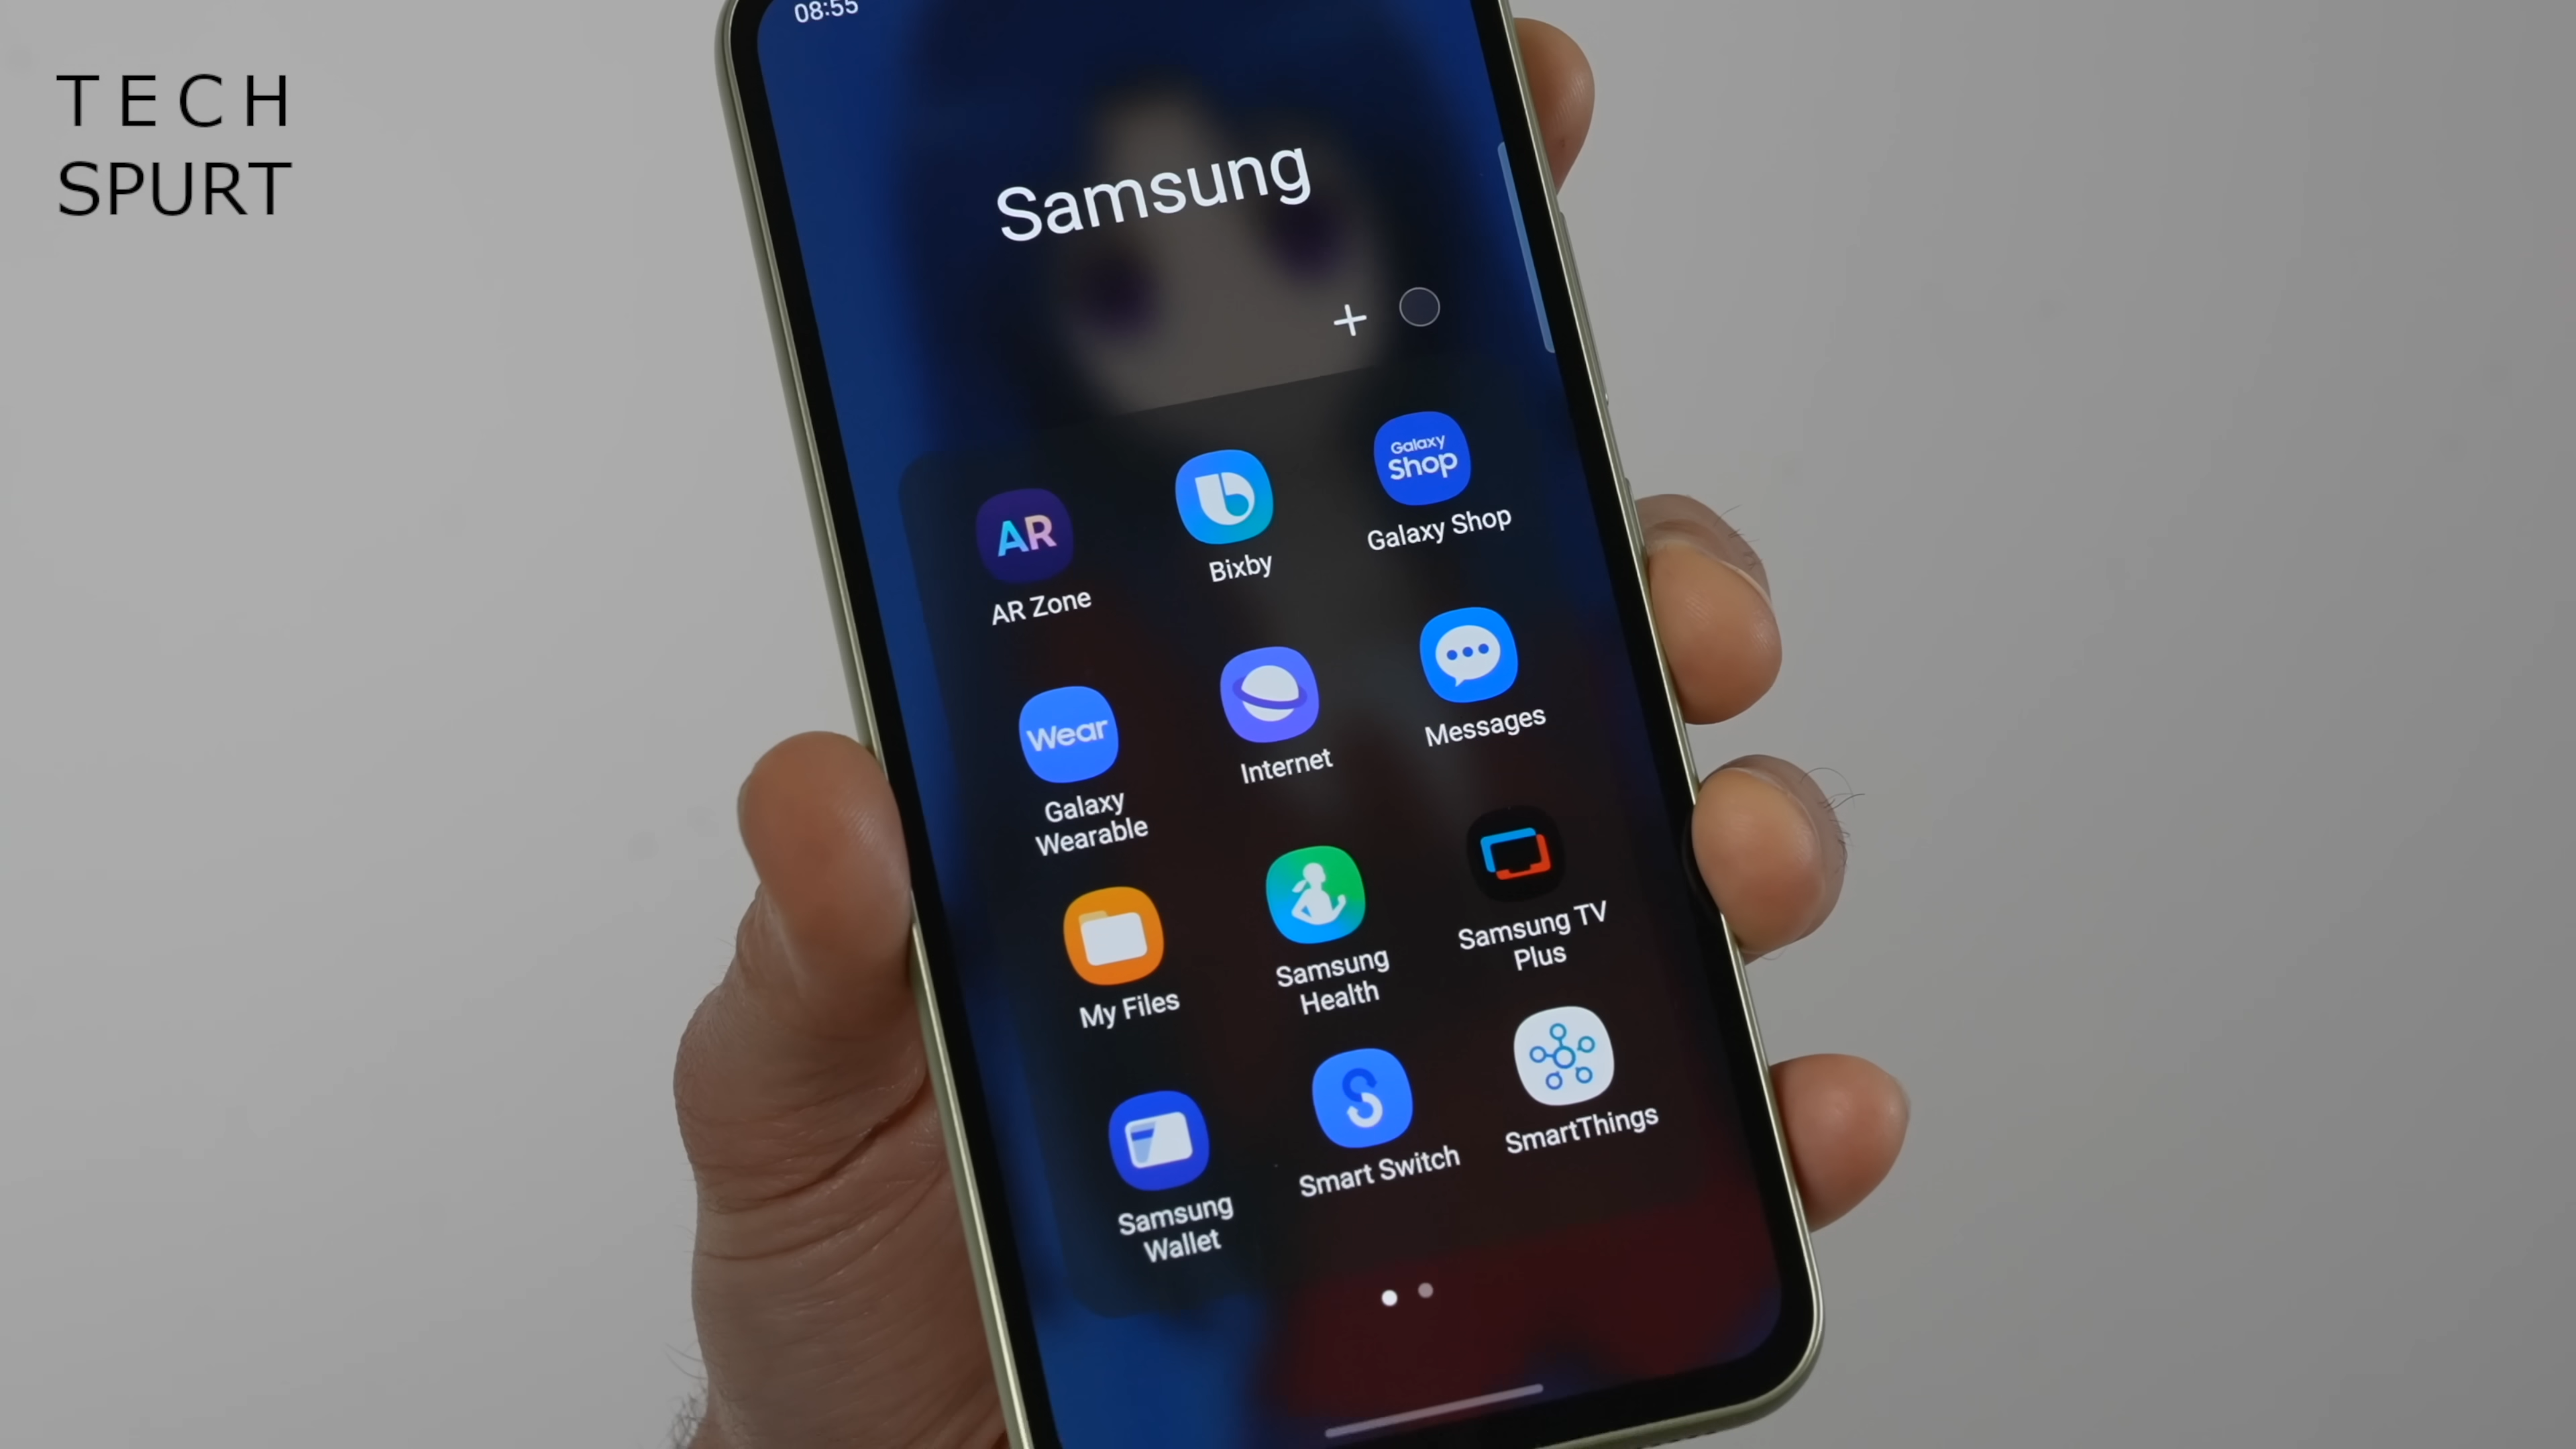 TECH
SPURT
08:55
Samsung
+
AR
AR Zone
Bixby
Galaxy
Shop
Galaxy Shop
Wear
Galaxy
Wearable
Internet
Messages
My Files
Samsung
Health
Samsung TV
Plus
Samsung
Wallet
Smart Switch
SmartThings